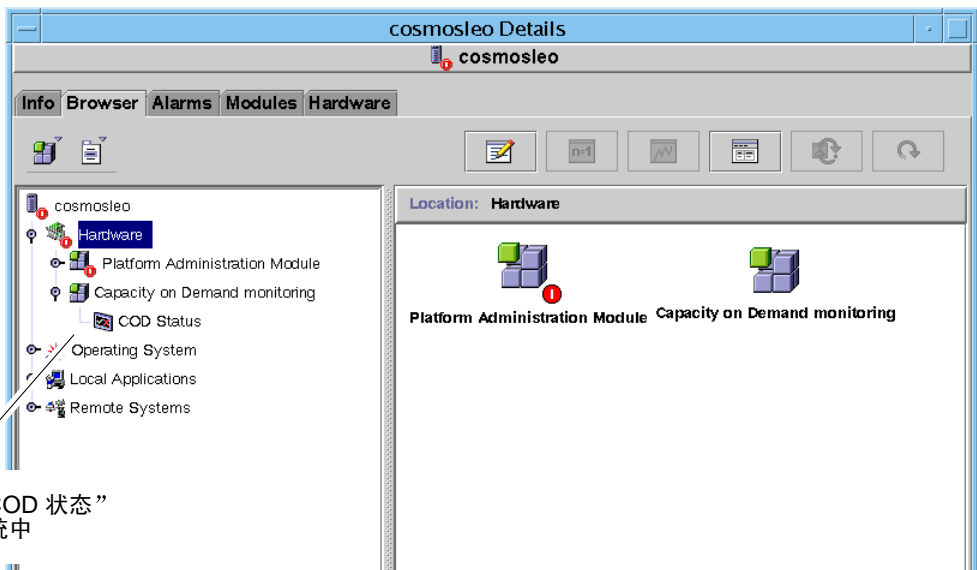 cosmosleo Details
cosmosleo
Info Browser Alarms Modules Hardware
n=1
cosmosleo
Hardware
Platform Administration Module
Capacity on Demand monitoring
COD Status
Operating System
Local Applications
Remote Systems
Location: Hardware
Platform Administration Module
Capacity on Demand monitoring
COD 状态”
统中